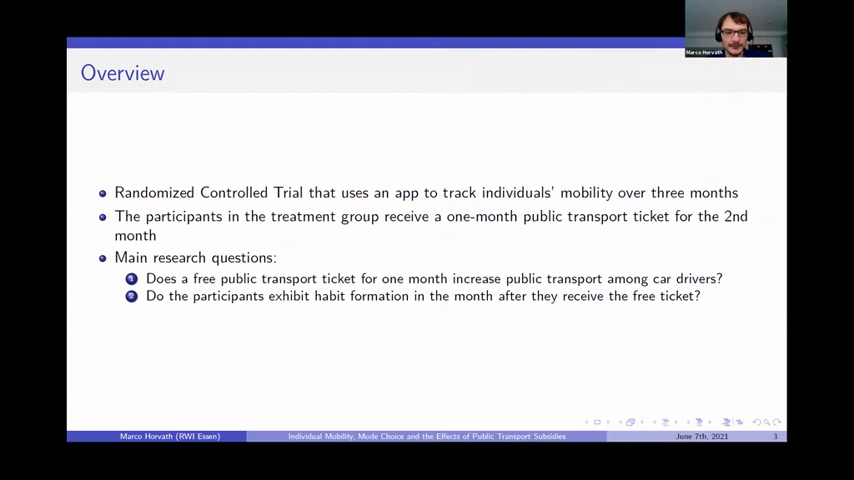 Marco Horvath
Overview
Randomized Controlled Trial that uses an app to track individuals' mobility over three months
The participants in the treatment group receive a one-month public transport ticket for the 2nd
month
Main research questions:
1 Does a free public transport ticket for one month increase public transport among car drivers?
2 Do the participants exhibit habit formation in the month after they receive the free ticket?
Marco Horvath (RWI Essen) Individual Mobility, Mode Choice and the Effects of Public Transport Subsidies June 7th, 2021 3